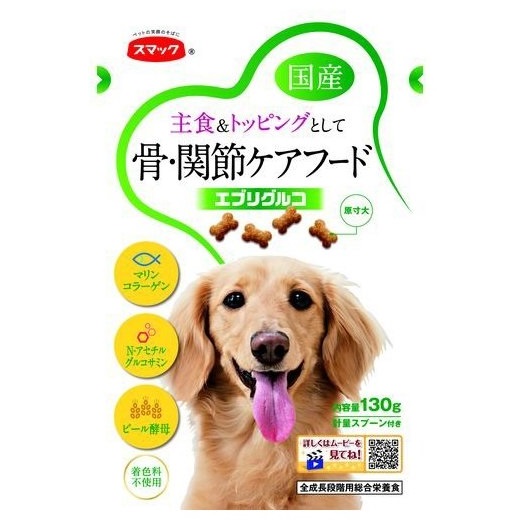 ペットの笑顔のそばに
スマック®
国産
主食&トッピングとして
骨・関節ケアフード
エブリグルコ
原寸大
マリン
コラーゲン
N-アセチル
グルコサミン
ビール酵母
着色料
不使用
内容量130g
計量スプーン付き
詳しくはムービーを
見てね!
全成長段階用総合栄養食